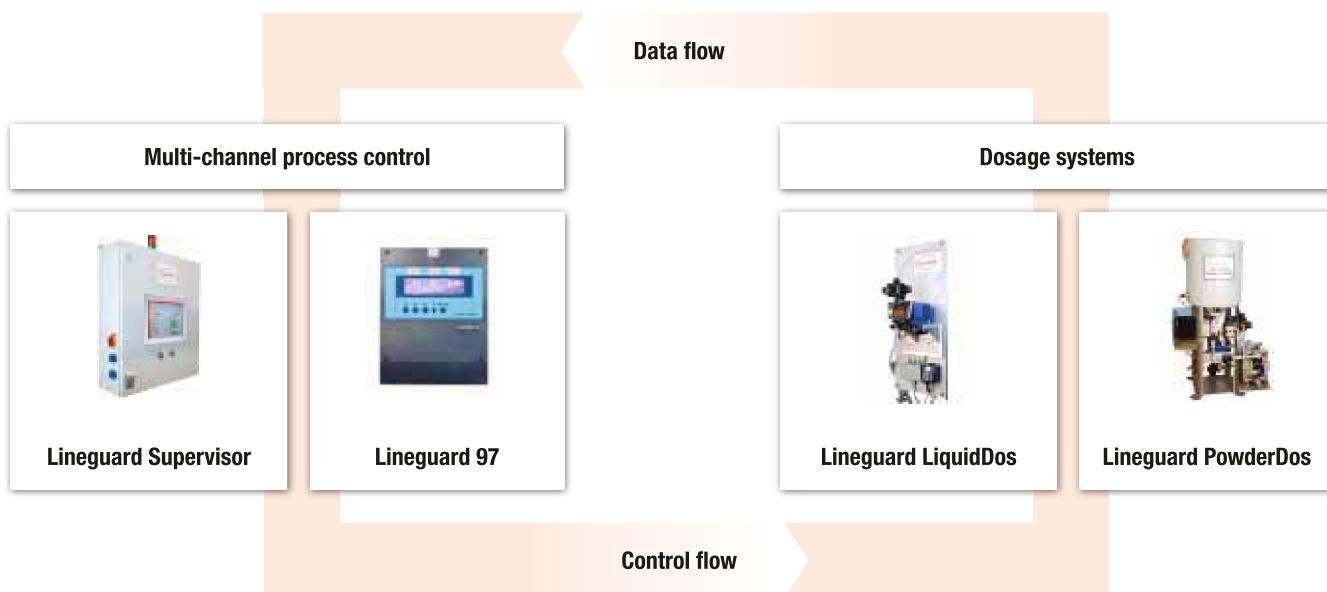 Data flow
Multi-channel process control
Dosage systems
Lineguard Supervisor
Lineguard 97
Lineguard LiquidDos
Lineguard PowderDos
Control flow